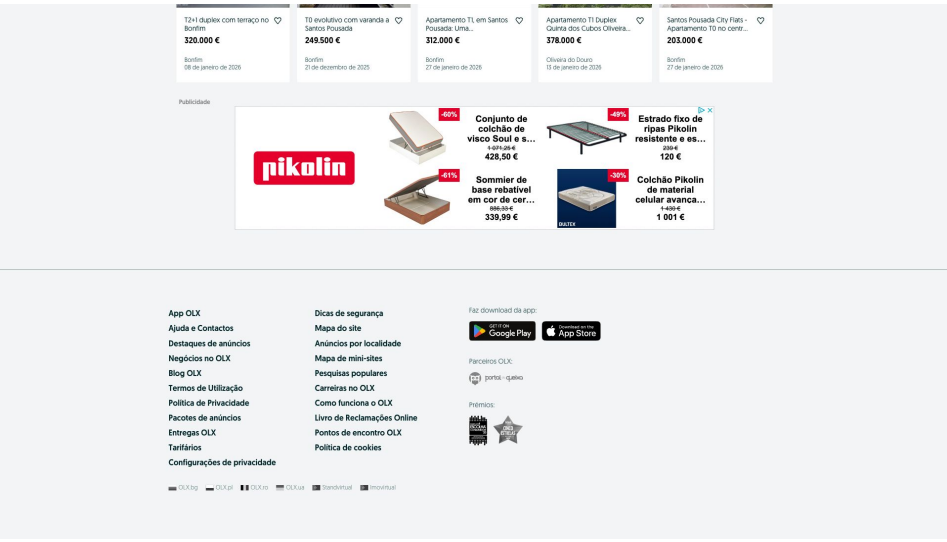 T2+1 duplex com terraço no
Bonfim
320.000 €
Bonfim
08 de janeiro de 2026
T0 evolutivo com varanda a
Santos Pousada
249.500 €
Bonfim
21 de dezembro de 2025
Apartamento T1, em Santos
Pousada: Uma...
312.000 €
Bonfim
27 de janeiro de 2026
Apartamento T1 Duplex
Quinta dos Cubos Oliveira...
378.000 €
Oliveira do Douro
13 de janeiro de 2026
Santos Pousada City Flats -
Apartamento T0 no centr...
203.000 €
Bonfim
27 de janeiro de 2026
Publicidade
pikolin
-60%
Conjunto de
colchão de
visco Soul e s...
1 071,25 €
428,50 €
-49%
Estrado fixo de
ripas Pikolin
resistente e es...
239 €
120 €
-61%
Sommier de
base rebatível
em cor de cer...
886,33 €
339,99 €
-30%
BULTEX
Colchão Pikolin
de material
celular avança...
1 430 €
1 001 €
App OLX
Ajuda e Contactos
Destaques de anúncios
Negócios no OLX
Blog OLX
Termos de Utilização
Política de Privacidade
Pacotes de anúncios
Entregas OLX
Tarifários
Configurações de privacidade
Dicas de segurança
Mapa do site
Anúncios por localidade
Mapa de mini-sites
Pesquisas populares
Carreiras no OLX
Como funciona o OLX
Livro de Reclamações Online
Pontos de encontro OLX
Política de cookies
Faz download da app:
GET IT ON
Google Play
Download on the
App Store
Parceiros OLX:
portal da queixa
Prémios:
OLX.bg OLX.pl OLX.ro OLX.ua Standvirtual Imovirtual